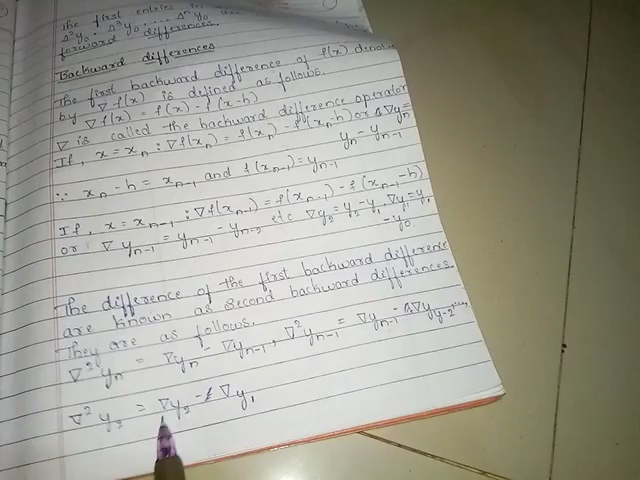 The first entries in
Δ²y₀, Δ³y₀, .... Δⁿy₀
forward differences.
Backward differences
The first backward difference of f(x) denot
by ∇f(x) is defined as follows.
∇f(x) = f(x) - f(x-h)
∇ is called the backward difference operator
If, x = xₙ : ∇f(xₙ) = f(xₙ) - f(xₙ-h) or ∇yₙ =
yₙ - yₙ₋₁
∵ xₙ - h = xₙ₋₁ and f(xₙ₋₁) = yₙ₋₁
If, x = xₙ₋₁ : ∇f(xₙ₋₁) = f(xₙ₋₁) - f(xₙ₋₁-h)
or ∇yₙ₋₁ = yₙ₋₁ - yₙ₋₂ etc ∇y₂ = y₂ - y₁ ∇y₁ = y₁
- y₀
The difference of the first backward difference
are known as second backward differences.
They are as follows.
∇²yₙ = ∇yₙ - ∇yₙ₋₁, ∇²yₙ₋₁ = ∇yₙ₋₁ - ∇y
∇²y₂ = ∇y₂ - ∇y₁